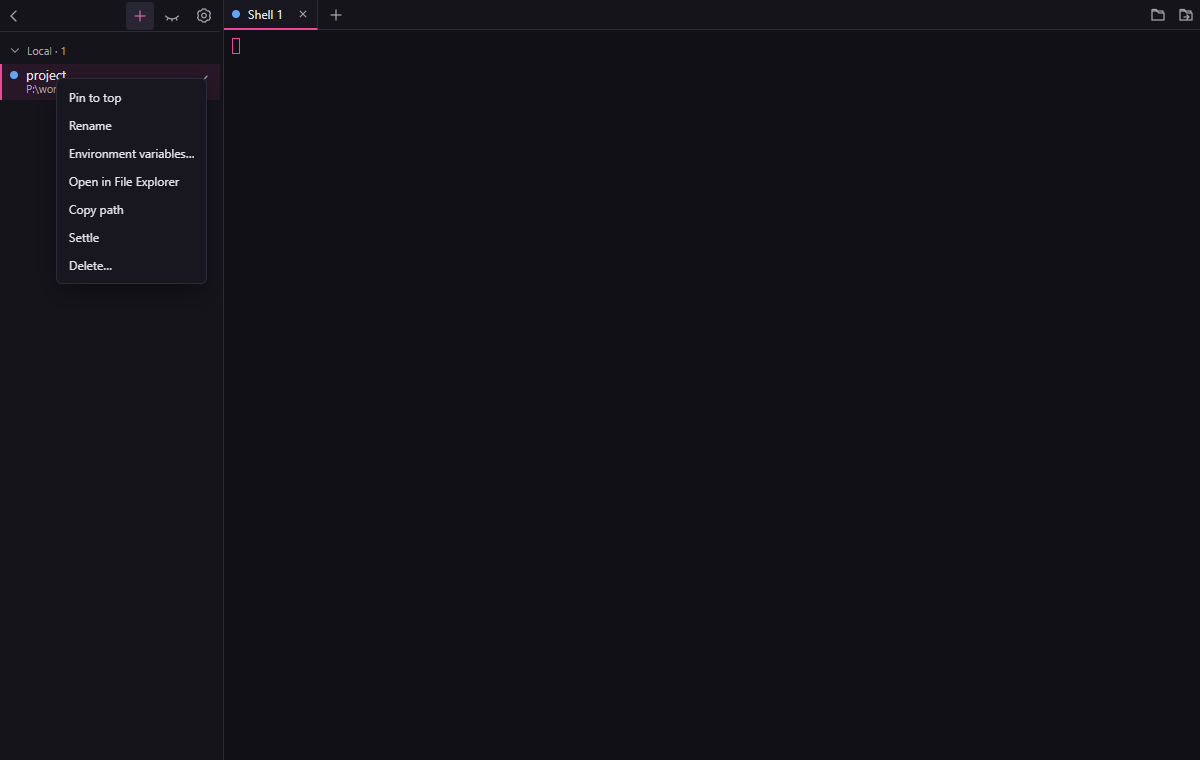 Shell 1
Local · 1
project
P:\wor
Pin to top
Rename
Environment variables...
Open in File Explorer
Copy path
Settle
Delete...